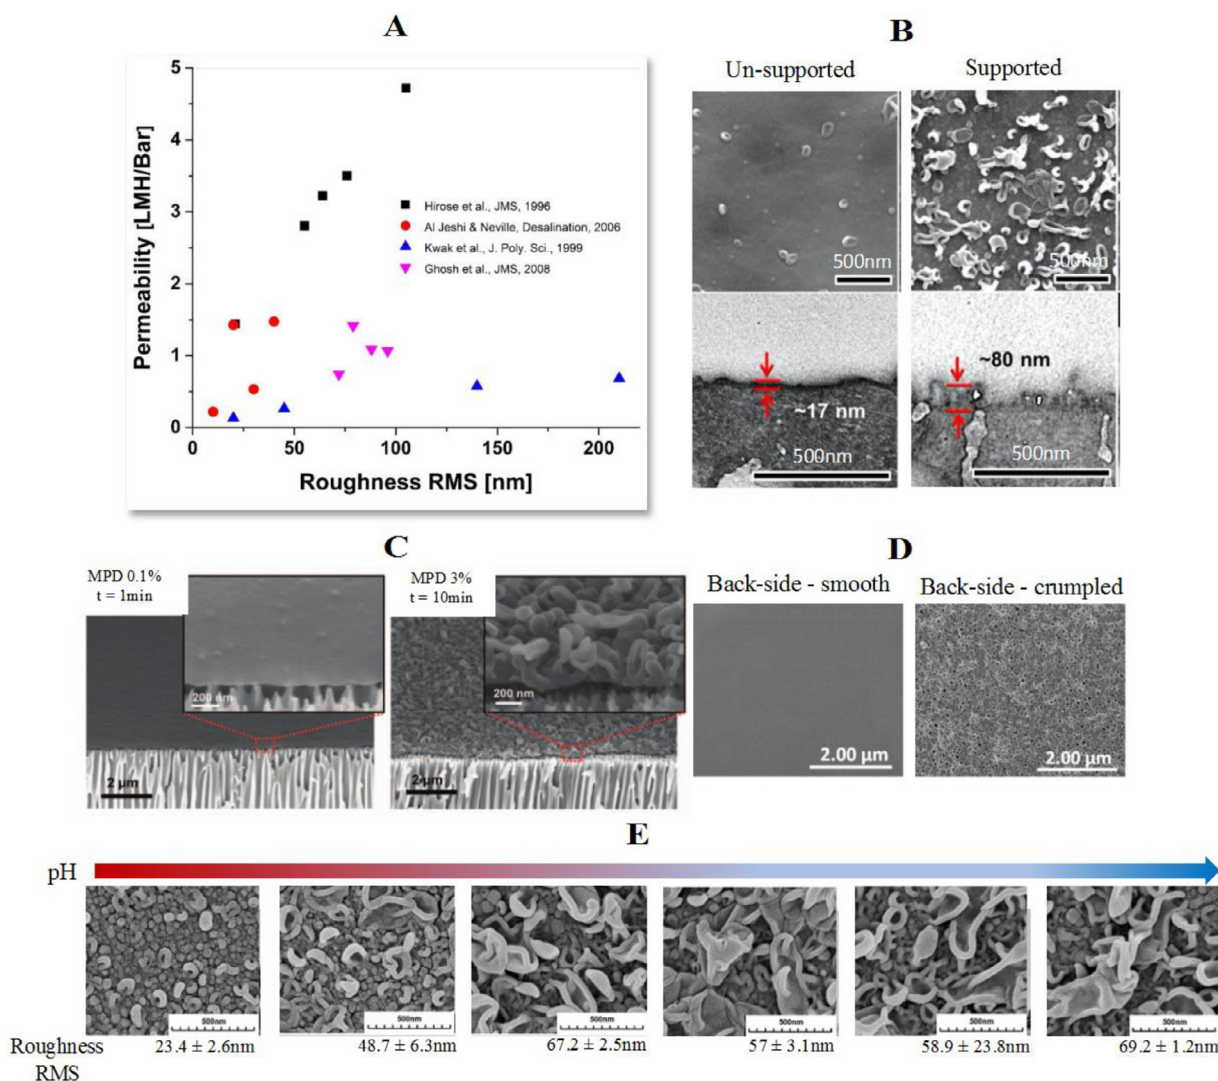 A
5
4
3
2
1
0
0
50
100
150
200
Permeability [LMH/Bar]
Roughness RMS [nm]
Hirose et al., JMS, 1996
Al Jeshi & Neville, Desalination, 2006
Kwak et al., J. Poly. Sci., 1999
Ghosh et al., JMS, 2008
B
Un-supported
Supported
500nm
500nm
~17 nm
500nm
~80 nm
500nm
C
MPD 0.1%
t = 1min
200 nm
2 µm
MPD 3%
t = 10min
200 nm
2 µm
D
Back-side - smooth
Back-side - crumpled
2.00 µm
2.00 µm
E
pH
500nm
500nm
500nm
500nm
500nm
500nm
Roughness
RMS
23.4 ± 2.6nm
48.7 ± 6.3nm
67.2 ± 2.5nm
57 ± 3.1nm
58.9 ± 23.8nm
69.2 ± 1.2nm